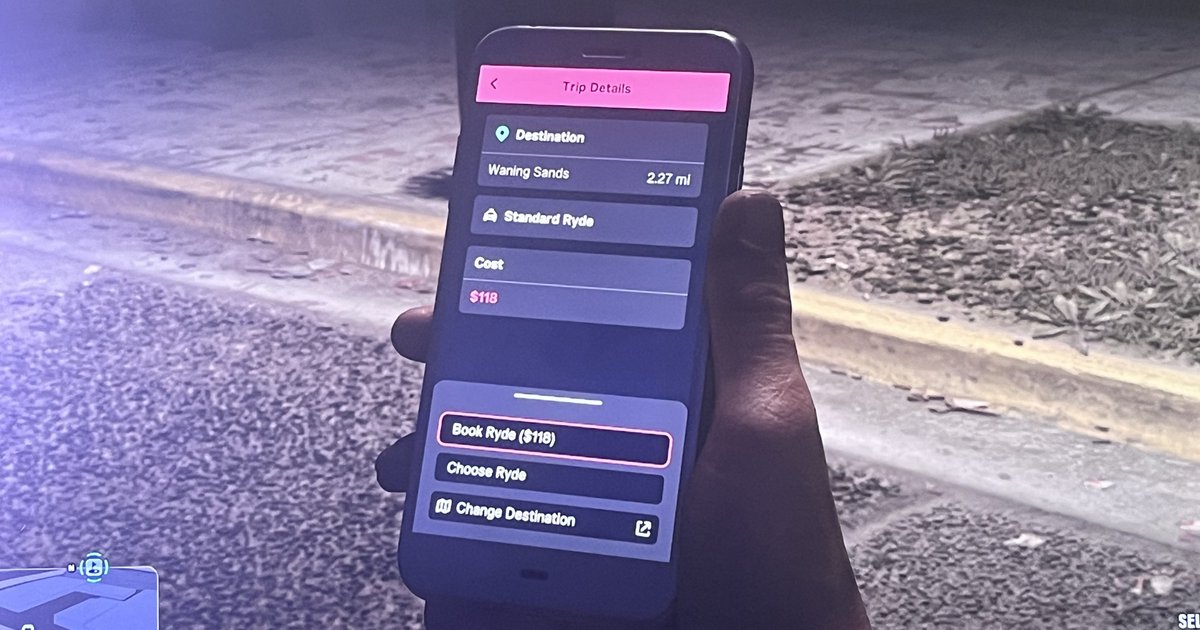 Trip Details
Destination
Waning Sands 2.27 mi
Standard Ryde
Cost
$118
Book Ryde ($118)
Choose Ryde
Change Destination